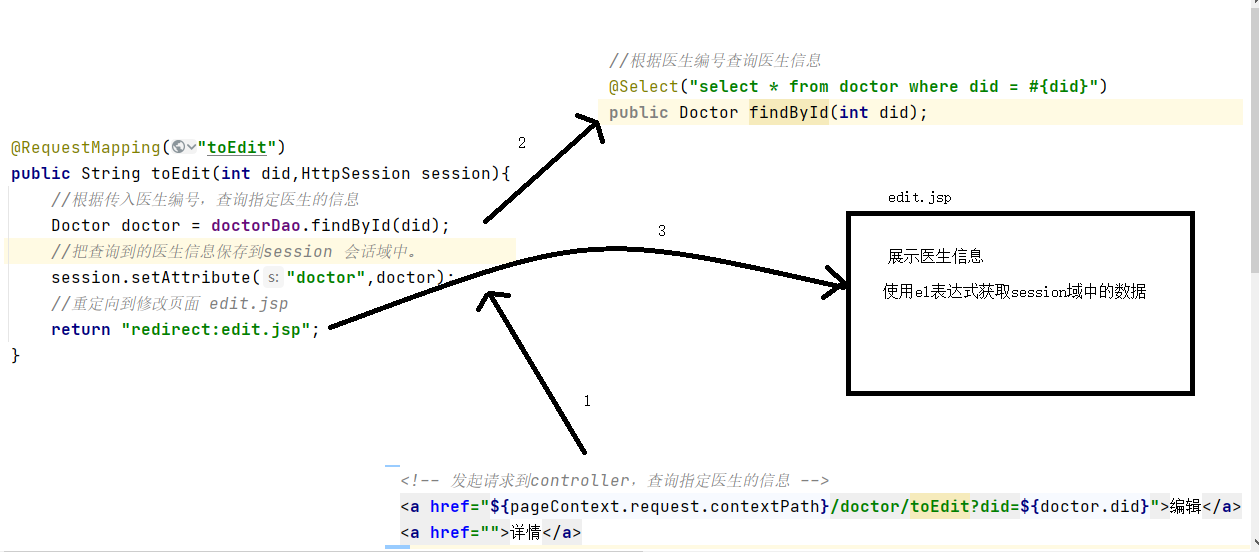 //根据医生编号查询医生信息
@Select("select * from doctor where did = #{did}")
public Doctor findById(int did);
@RequestMapping("toEdit")
public String toEdit(int did,HttpSession session){
//根据传入医生编号，查询指定医生的信息
Doctor doctor = doctorDao.findById(did);
//把查询到的医生信息保存到session 会话域中。
session.setAttribute( s: "doctor",doctor);
//重定向到修改页面 edit.jsp
return "redirect:edit.jsp";
}
2
3
edit.jsp
展示医生信息
使用el表达式获取session域中的数据
1
<!-- 发起请求到controller，查询指定医生的信息 -->
<a href="${pageContext.request.contextPath}/doctor/toEdit?did=${doctor.did}">编辑</a>
<a href="">详情</a>